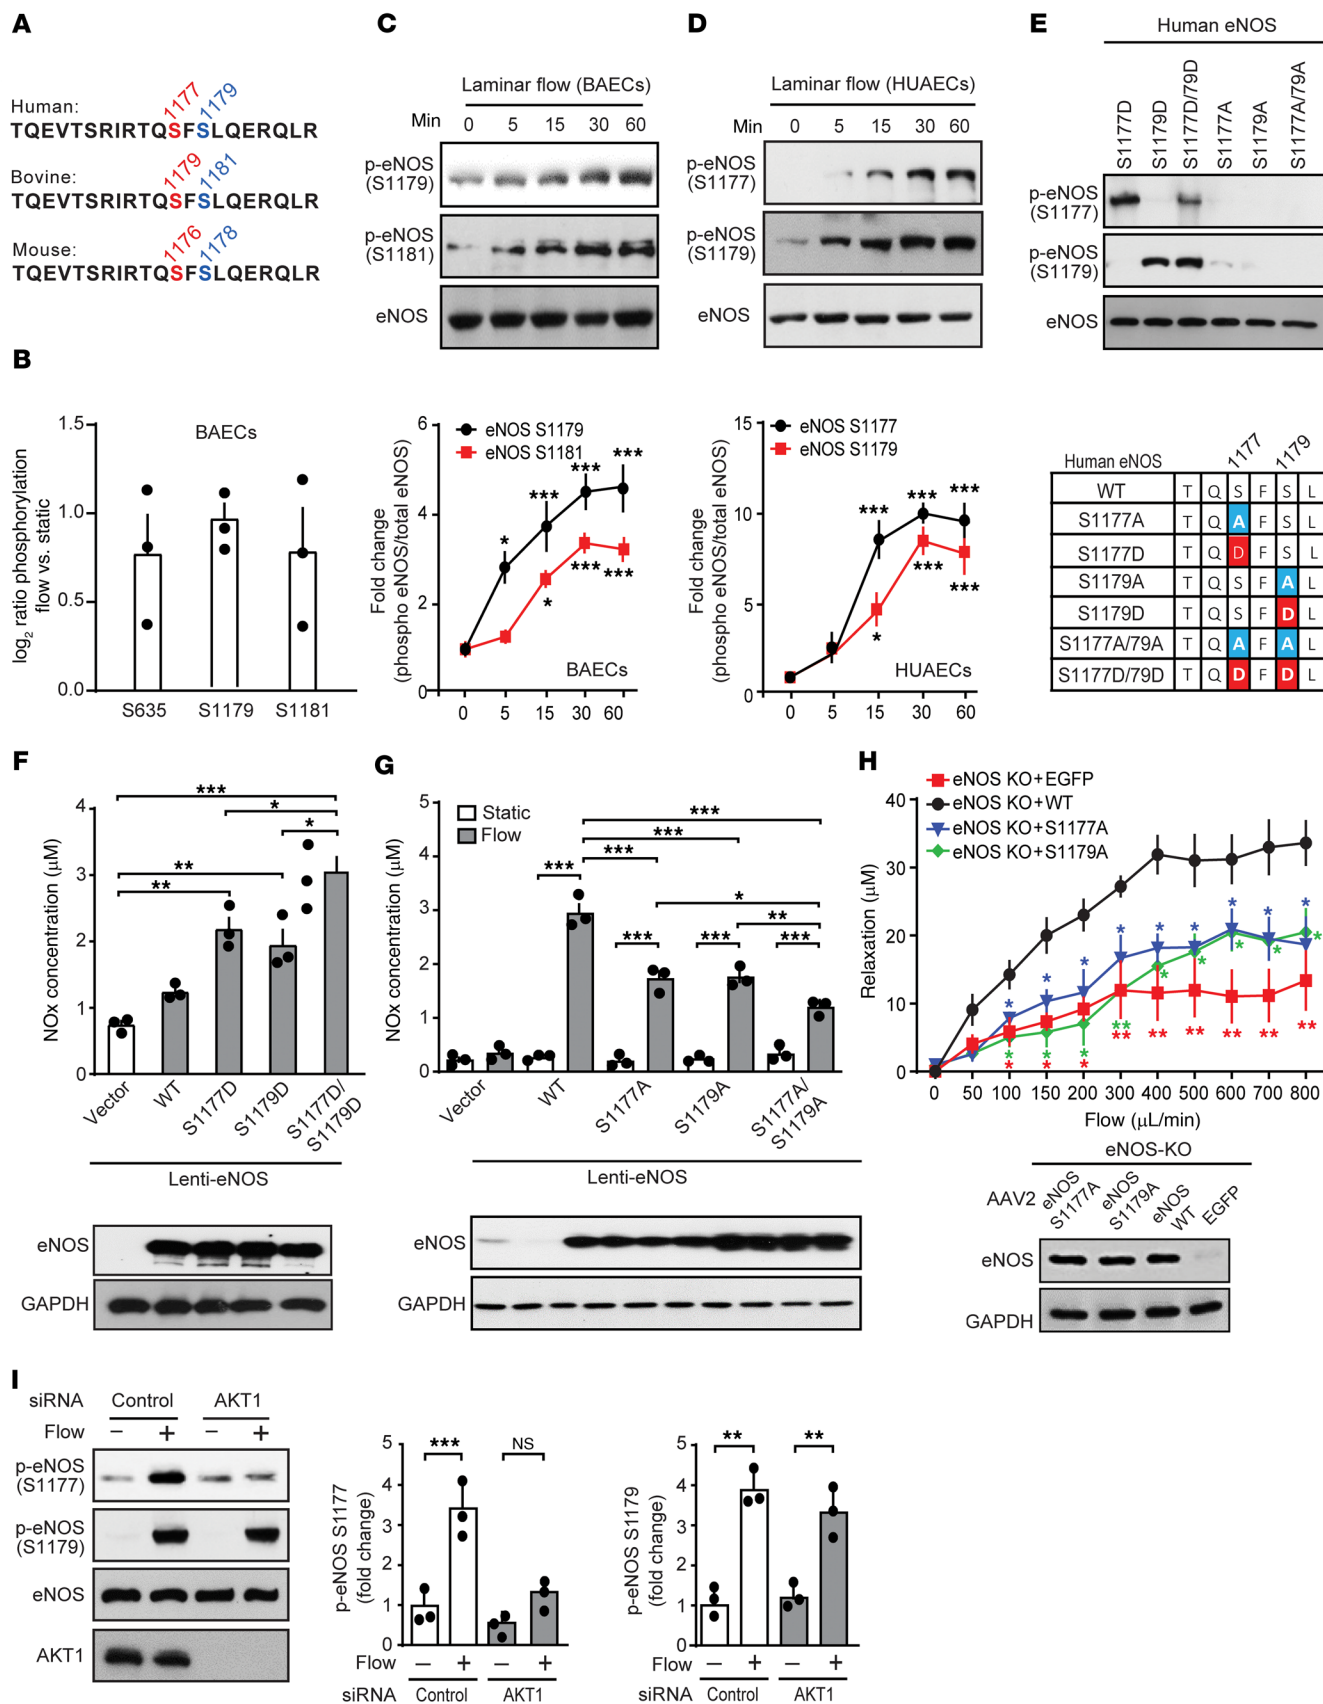 A
Human:
1177 1179
TQEVTSRIRTQSFSLQERQLR
Bovine:
1179 1181
TQEVTSRIRTQSFSLQERQLR
Mouse:
1176 1178
TQEVTSRIRTQSFSLQERQLR
B
BAECs
log2 ratio phosphorylation
flow vs. static
1.5
1.0
0.5
0.0
S635 S1179 S1181
C
Laminar flow (BAECs)
Min 0 5 15 30 60
p-eNOS
(S1179)
p-eNOS
(S1181)
eNOS
Fold change
(phospho eNOS/total eNOS)
6
4
2
0
eNOS S1179
eNOS S1181
* *** *** ***
* *** ***
BAECs
0 5 15 30 60
D
Laminar flow (HUAECs)
Min 0 5 15 30 60
p-eNOS
(S1177)
p-eNOS
(S1179)
eNOS
Fold change
(phospho eNOS/total eNOS)
15
10
5
0
eNOS S1177
eNOS S1179
*** *** ***
* *** ***
HUAECs
0 5 15 30 60
E
Human eNOS
S1177D S1179D S1177D/79D S1177A S1179A S1177A/79A
p-eNOS
(S1177)
p-eNOS
(S1179)
eNOS
Human eNOS 1177 1179
WT T Q S F S L
S1177A T Q A F S L
S1177D T Q D F S L
S1179A T Q S F A L
S1179D T Q S F D L
S1177A/79A T Q A F A L
S1177D/79D T Q D F D L
F
NOx concentration (µM)
4
3
2
1
0
***
*
*
**
**
Vector WT S1177D S1179D S1177D/
S1179D
Lenti-eNOS
eNOS
GAPDH
G
NOx concentration (µM)
5
4
3
2
1
0
Static
Flow
***
***
*** ***
*
**
*** *** ***
Vector WT S1177A S1179A S1177A/
S1179A
Lenti-eNOS
eNOS
GAPDH
H
eNOS KO+EGFP
eNOS KO+WT
eNOS KO+S1177A
eNOS KO+S1179A
Relaxation (µM)
40
30
20
10
0
* * * * * * * * *
* * * ** * * * * *
* * * ** ** ** ** ** **
0 50 100 150 200 300 400 500 600 700 800
Flow (µL/min)
eNOS-KO
AAV2 eNOS
S1177A eNOS
S1179A eNOS
WT EGFP
eNOS
GAPDH
I
siRNA Control AKT1
Flow – + – +
p-eNOS
(S1177)
p-eNOS
(S1179)
eNOS
AKT1
p-eNOS S1177
(fold change)
5
4
3
2
1
0
*** NS
Flow – + – +
siRNA Control AKT1
p-eNOS S1179
(fold change)
5
4
3
2
1
0
** **
Flow – + – +
siRNA Control AKT1